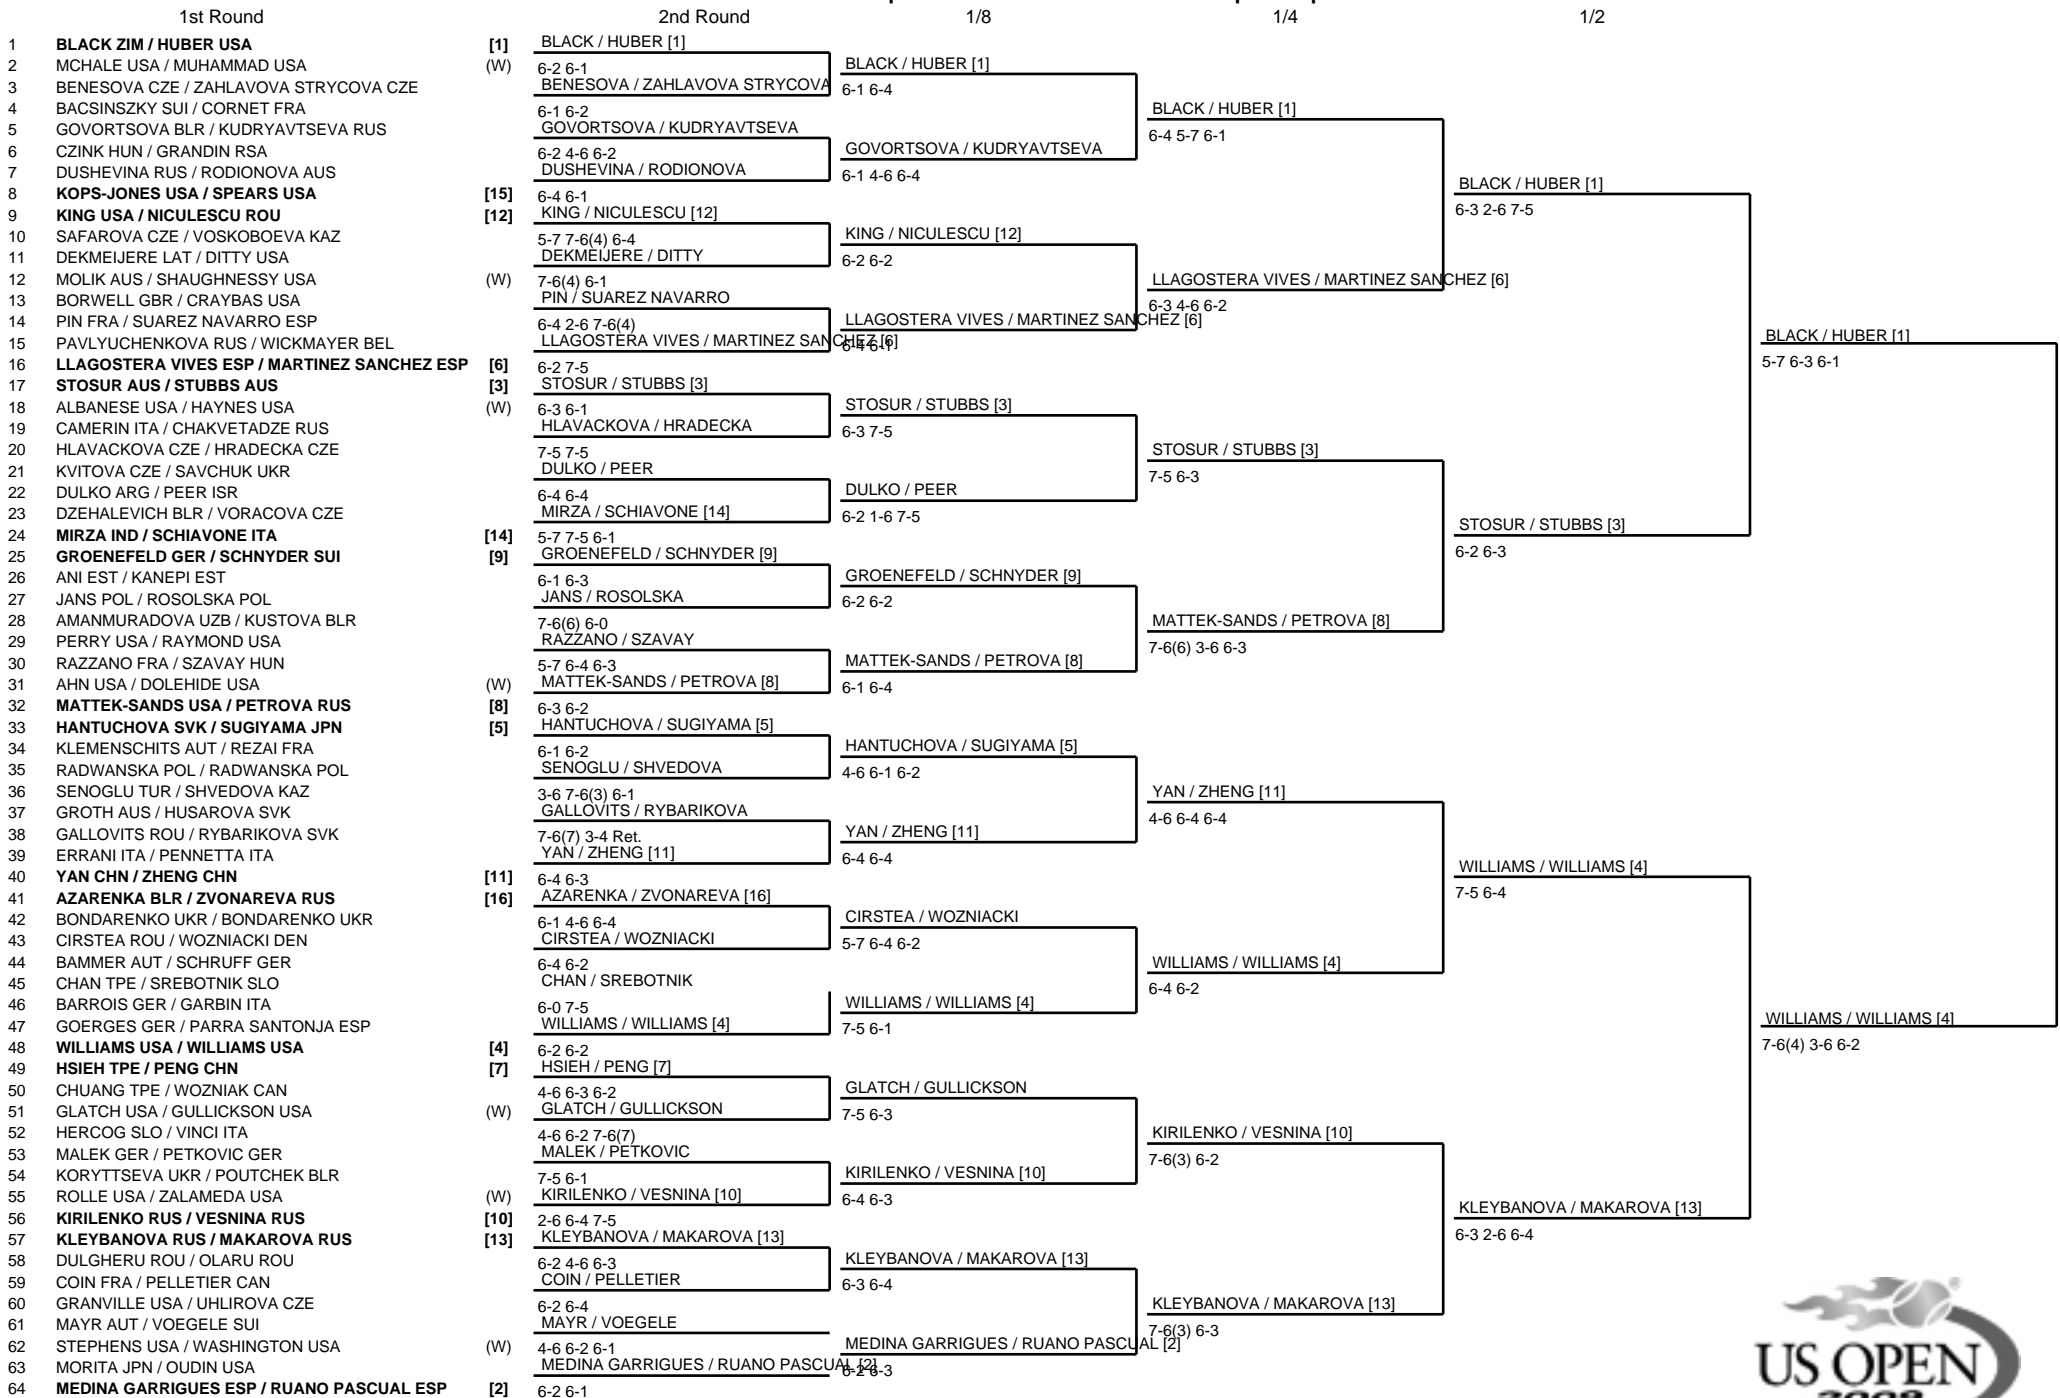 1st Round 2nd Round 1/8 1/4 1/2
1 BLACK ZIM / HUBER USA [1]
2 MCHALE USA / MUHAMMAD USA (W)
3 BENESOVA CZE / ZAHLAVOVA STRYCOVA CZE
4 BACSINSZKY SUI / CORNET FRA
5 GOVORTSOVA BLR / KUDRYAVTSEVA RUS
6 CZINK HUN / GRANDIN RSA
7 DUSHEVINA RUS / RODIONOVA AUS
8 KOPS-JONES USA / SPEARS USA [15]
9 KING USA / NICULESCU ROU [12]
10 SAFAROVA CZE / VOSKOBOEVA KAZ
11 DEKMEIJERE LAT / DITTY USA
12 MOLIK AUS / SHAUGHNESSY USA (W)
13 BORWELL GBR / CRAYBAS USA
14 PIN FRA / SUAREZ NAVARRO ESP
15 PAVLYUCHENKOVA RUS / WICKMAYER BEL
16 LLAGOSTERA VIVES ESP / MARTINEZ SANCHEZ ESP [6]
17 STOSUR AUS / STUBBS AUS [3]
18 ALBANESE USA / HAYNES USA (W)
19 CAMERIN ITA / CHAKVETADZE RUS
20 HLAVACKOVA CZE / HRADECKA CZE
21 KVITOVA CZE / SAVCHUK UKR
22 DULKO ARG / PEER ISR
23 DZEHALEVICH BLR / VORACOVA CZE
24 MIRZA IND / SCHIAVONE ITA [14]
25 GROENEFELD GER / SCHNYDER SUI [9]
26 ANI EST / KANEPI EST
27 JANS POL / ROSOLSKA POL
28 AMANMURADOVA UZB / KUSTOVA BLR
29 PERRY USA / RAYMOND USA
30 RAZZANO FRA / SZAVAY HUN
31 AHN USA / DOLEHIDE USA (W)
32 MATTEK-SANDS USA / PETROVA RUS [8]
33 HANTUCHOVA SVK / SUGIYAMA JPN [5]
34 KLEMENSCHITS AUT / REZAI FRA
35 RADWANSKA POL / RADWANSKA POL
36 SENOGLU TUR / SHVEDOVA KAZ
37 GROTH AUS / HUSAROVA SVK
38 GALLOVITS ROU / RYBARIKOVA SVK
39 ERRANI ITA / PENNETTA ITA
40 YAN CHN / ZHENG CHN [11]
41 AZARENKA BLR / ZVONAREVA RUS [16]
42 BONDARENKO UKR / BONDARENKO UKR
43 CIRSTEA ROU / WOZNIACKI DEN
44 BAMMER AUT / SCHRUFF GER
45 CHAN TPE / SREBOTNIK SLO
46 BARROIS GER / GARBIN ITA
47 GOERGES GER / PARRA SANTONJA ESP
48 WILLIAMS USA / WILLIAMS USA [4]
49 HSIEH TPE / PENG CHN [7]
50 CHUANG TPE / WOZNIAK CAN
51 GLATCH USA / GULLICKSON USA (W)
52 HERCOG SLO / VINCI ITA
53 MALEK GER / PETKOVIC GER
54 KORYTTSEVA UKR / POUTCHEK BLR
55 ROLLE USA / ZALAMEDA USA (W)
56 KIRILENKO RUS / VESNINA RUS [10]
57 KLEYBANOVA RUS / MAKAROVA RUS [13]
58 DULGHERU ROU / OLARU ROU
59 COIN FRA / PELLETIER CAN
60 GRANVILLE USA / UHLIROVA CZE
61 MAYR AUT / VOEGELE SUI
62 STEPHENS USA / WASHINGTON USA (W)
63 MORITA JPN / OUDIN USA
64 MEDINA GARRIGUES ESP / RUANO PASCUAL ESP [2]
BLACK / HUBER [1]
6-2 6-1
BENESOVA / ZAHLAVOVA STRYCOVA
6-1 6-2
GOVORTSOVA / KUDRYAVTSEVA
6-2 4-6 6-2
DUSHEVINA / RODIONOVA
6-4 6-1
KING / NICULESCU [12]
5-7 7-6(4) 6-4
DEKMEIJERE / DITTY
7-6(4) 6-1
PIN / SUAREZ NAVARRO
6-4 2-6 7-6(4)
LLAGOSTERA VIVES / MARTINEZ SANCHEZ [6]
6-2 7-5
STOSUR / STUBBS [3]
6-3 6-1
HLAVACKOVA / HRADECKA
7-5 7-5
DULKO / PEER
6-4 6-4
MIRZA / SCHIAVONE [14]
5-7 7-5 6-1
GROENEFELD / SCHNYDER [9]
6-1 6-3
JANS / ROSOLSKA
7-6(6) 6-0
RAZZANO / SZAVAY
5-7 6-4 6-3
MATTEK-SANDS / PETROVA [8]
6-3 6-2
HANTUCHOVA / SUGIYAMA [5]
6-1 6-2
SENOGLU / SHVEDOVA
3-6 7-6(3) 6-1
GALLOVITS / RYBARIKOVA
7-6(7) 3-4 Ret.
YAN / ZHENG [11]
6-4 6-3
AZARENKA / ZVONAREVA [16]
6-1 4-6 6-4
CIRSTEA / WOZNIACKI
6-4 6-2
CHAN / SREBOTNIK
6-0 7-5
WILLIAMS / WILLIAMS [4]
6-2 6-2
HSIEH / PENG [7]
4-6 6-3 6-2
GLATCH / GULLICKSON
4-6 6-2 7-6(7)
MALEK / PETKOVIC
7-5 6-1
KIRILENKO / VESNINA [10]
2-6 6-4 7-5
KLEYBANOVA / MAKAROVA [13]
6-2 4-6 6-3
COIN / PELLETIER
6-2 6-4
MAYR / VOEGELE
4-6 6-2 6-1
MEDINA GARRIGUES / RUANO PASCUAL [2]
6-2 6-1
BLACK / HUBER [1]
6-1 6-4
GOVORTSOVA / KUDRYAVTSEVA
6-1 4-6 6-4
KING / NICULESCU [12]
6-2 6-2
LLAGOSTERA VIVES / MARTINEZ SANCHEZ [6]
6-4 6-1
STOSUR / STUBBS [3]
6-3 7-5
DULKO / PEER
6-2 1-6 7-5
GROENEFELD / SCHNYDER [9]
6-2 6-2
MATTEK-SANDS / PETROVA [8]
6-1 6-4
HANTUCHOVA / SUGIYAMA [5]
4-6 6-1 6-2
YAN / ZHENG [11]
6-4 6-4
CIRSTEA / WOZNIACKI
5-7 6-4 6-2
WILLIAMS / WILLIAMS [4]
7-5 6-1
GLATCH / GULLICKSON
7-5 6-3
KIRILENKO / VESNINA [10]
6-4 6-3
KLEYBANOVA / MAKAROVA [13]
6-3 6-4
MEDINA GARRIGUES / RUANO PASCUAL [2]
6-2 6-3
BLACK / HUBER [1]
6-4 5-7 6-1
LLAGOSTERA VIVES / MARTINEZ SANCHEZ [6]
6-3 4-6 6-2
STOSUR / STUBBS [3]
7-5 6-3
MATTEK-SANDS / PETROVA [8]
7-6(6) 3-6 6-3
YAN / ZHENG [11]
4-6 6-4 6-4
WILLIAMS / WILLIAMS [4]
6-4 6-2
KIRILENKO / VESNINA [10]
7-6(3) 6-2
KLEYBANOVA / MAKAROVA [13]
7-6(3) 6-3
BLACK / HUBER [1]
6-3 2-6 7-5
STOSUR / STUBBS [3]
6-2 6-3
WILLIAMS / WILLIAMS [4]
7-5 6-4
KLEYBANOVA / MAKAROVA [13]
6-3 2-6 6-4
BLACK / HUBER [1]
5-7 6-3 6-1
WILLIAMS / WILLIAMS [4]
7-6(4) 3-6 6-2
US OPEN